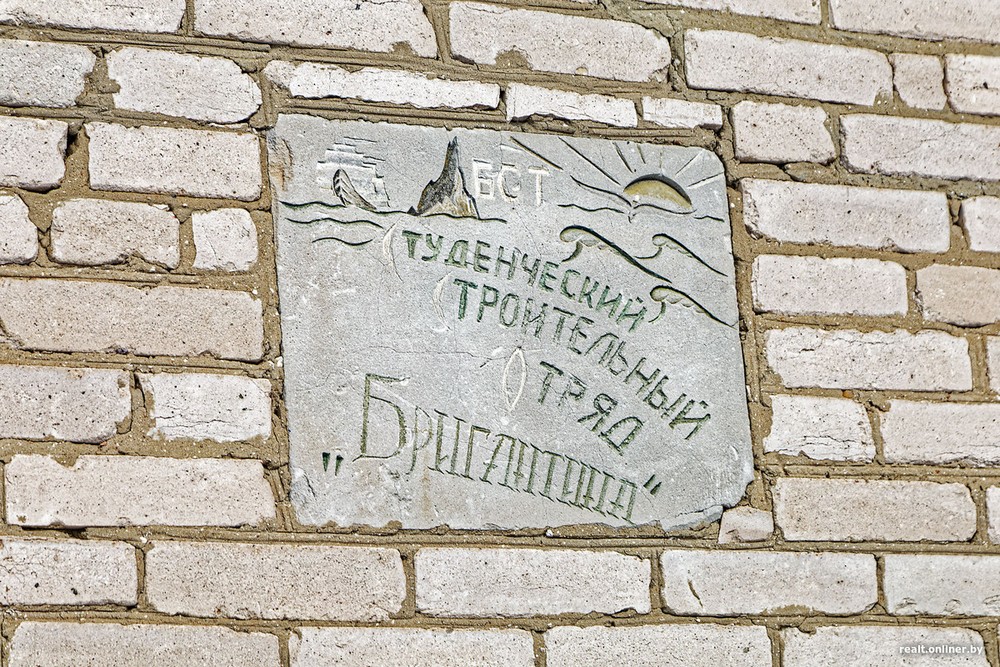 БСТ
СТУДЕНЧЕСКИЙ
СТРОИТЕЛЬНЫЙ
ОТРЯД
"БРИГАНТИНА"
realt.onliner.by